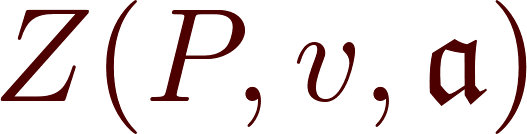 Z(P, v, 𝔞)